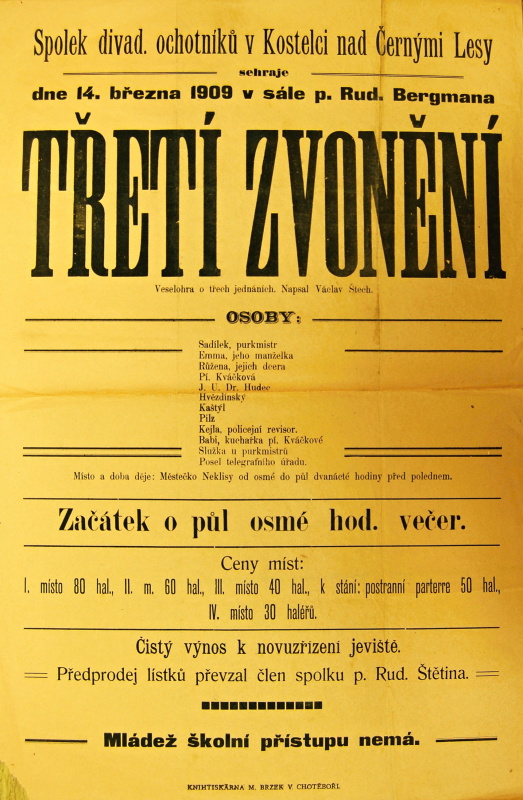 Spolek divad. ochotníků v Kostelci nad Černými Lesy
sehraje
dne 14. března 1909 v sále p. Rud. Bergmana
TŘETÍ ZVONĚNÍ
Veselohra o třech jednáních. Napsal Václav Štech.
OSOBY:
Sadílek, purkmistr
Emma, jeho manželka
Růžena, jejich dcera
Pí. Kváčková
J. U. Dr. Hudec
Hvězdinský
Kaštýl
Pilz
Kejla, policejní revisor.
Babi, kuchařka pí. Kváčkové
Služka u purkmistrů
Posel telegrafního úřadu.
Místo a doba děje: Městečko Neklisy od osmé do půl dvanácté hodiny před polednem.
Začátek o půl osmé hod. večer.
Ceny míst:
I. místo 80 hal., II. m. 60 hal., III. místo 40 hal., k stání: postranní parterre 50 hal.,
IV. místo 30 haléřů.
Čistý výnos k novuzřízení jeviště.
Předprodej lístků převzal člen spolku p. Rud. Štětina.
Mládež školní přístupu nemá.
KNIHTISKÁRNA M. BRZEK V CHOTĚBOŘI.